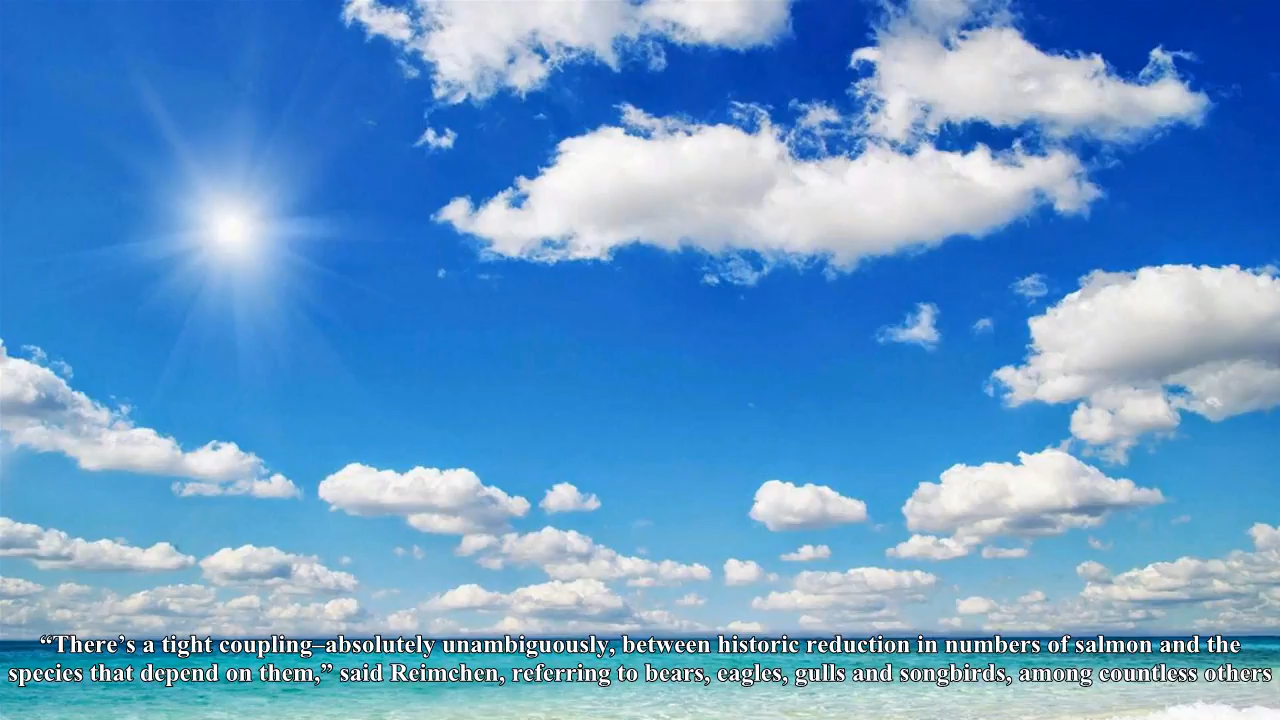 “There’s a tight coupling–absolutely unambiguously, between historic reduction in numbers of salmon and the
species that depend on them,” said Reimchen, referring to bears, eagles, gulls and songbirds, among countless others